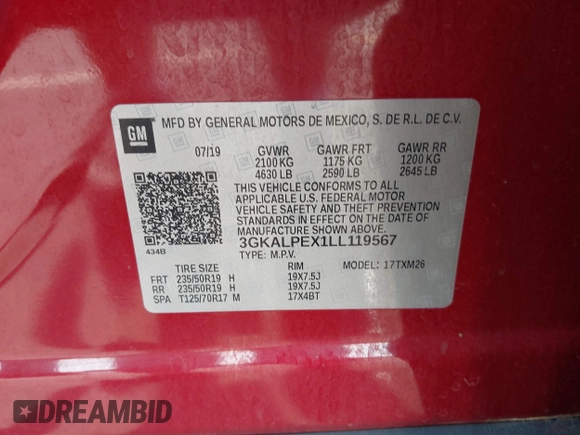 GM
MFD BY GENERAL MOTORS DE MEXICO, S. DE R.L. DE C.V.
07/19 GVWR GAWR FRT GAWR RR
2100 KG 1175 KG 1200 KG
4630 LB 2590 LB 2645 LB
THIS VEHICLE CONFORMS TO ALL
APPLICABLE U.S. FEDERAL MOTOR
VEHICLE SAFETY AND THEFT PREVENTION
STANDARDS IN EFFECT ON THE DATE OF
MANUFACTURE SHOWN ABOVE.
3GKALPEX1LL119567
434B TYPE: M.P.V.
TIRE SIZE RIM MODEL: 17TXM26
FRT 235/50R19 H 19X7.5J
RR 235/50R19 H 19X7.5J
SPA T125/70R17 M 17X4BT
DREAMBID